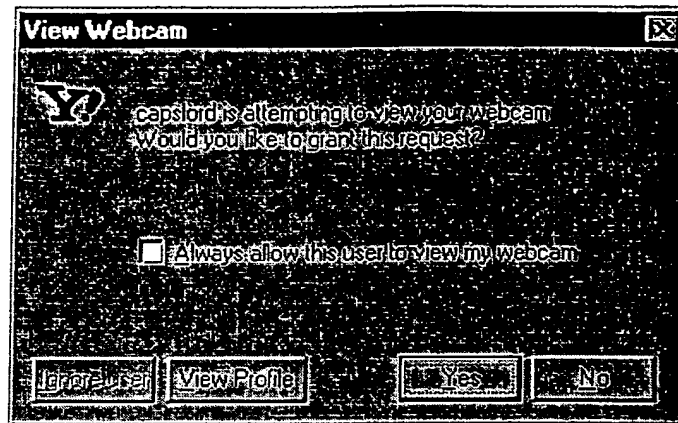 View Webcam
Y!
capslord is attempting to view your webcam
Would you like to grant this request?
Always allow this user to view my webcam
Ignore User View Profile Yes No